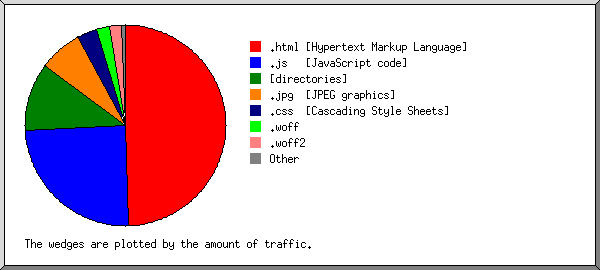 .html [Hypertext Markup Language]
.js [JavaScript code]
[directories]
.jpg [JPEG graphics]
.css [Cascading Style Sheets]
.woff
.woff2
Other
The wedges are plotted by the amount of traffic.